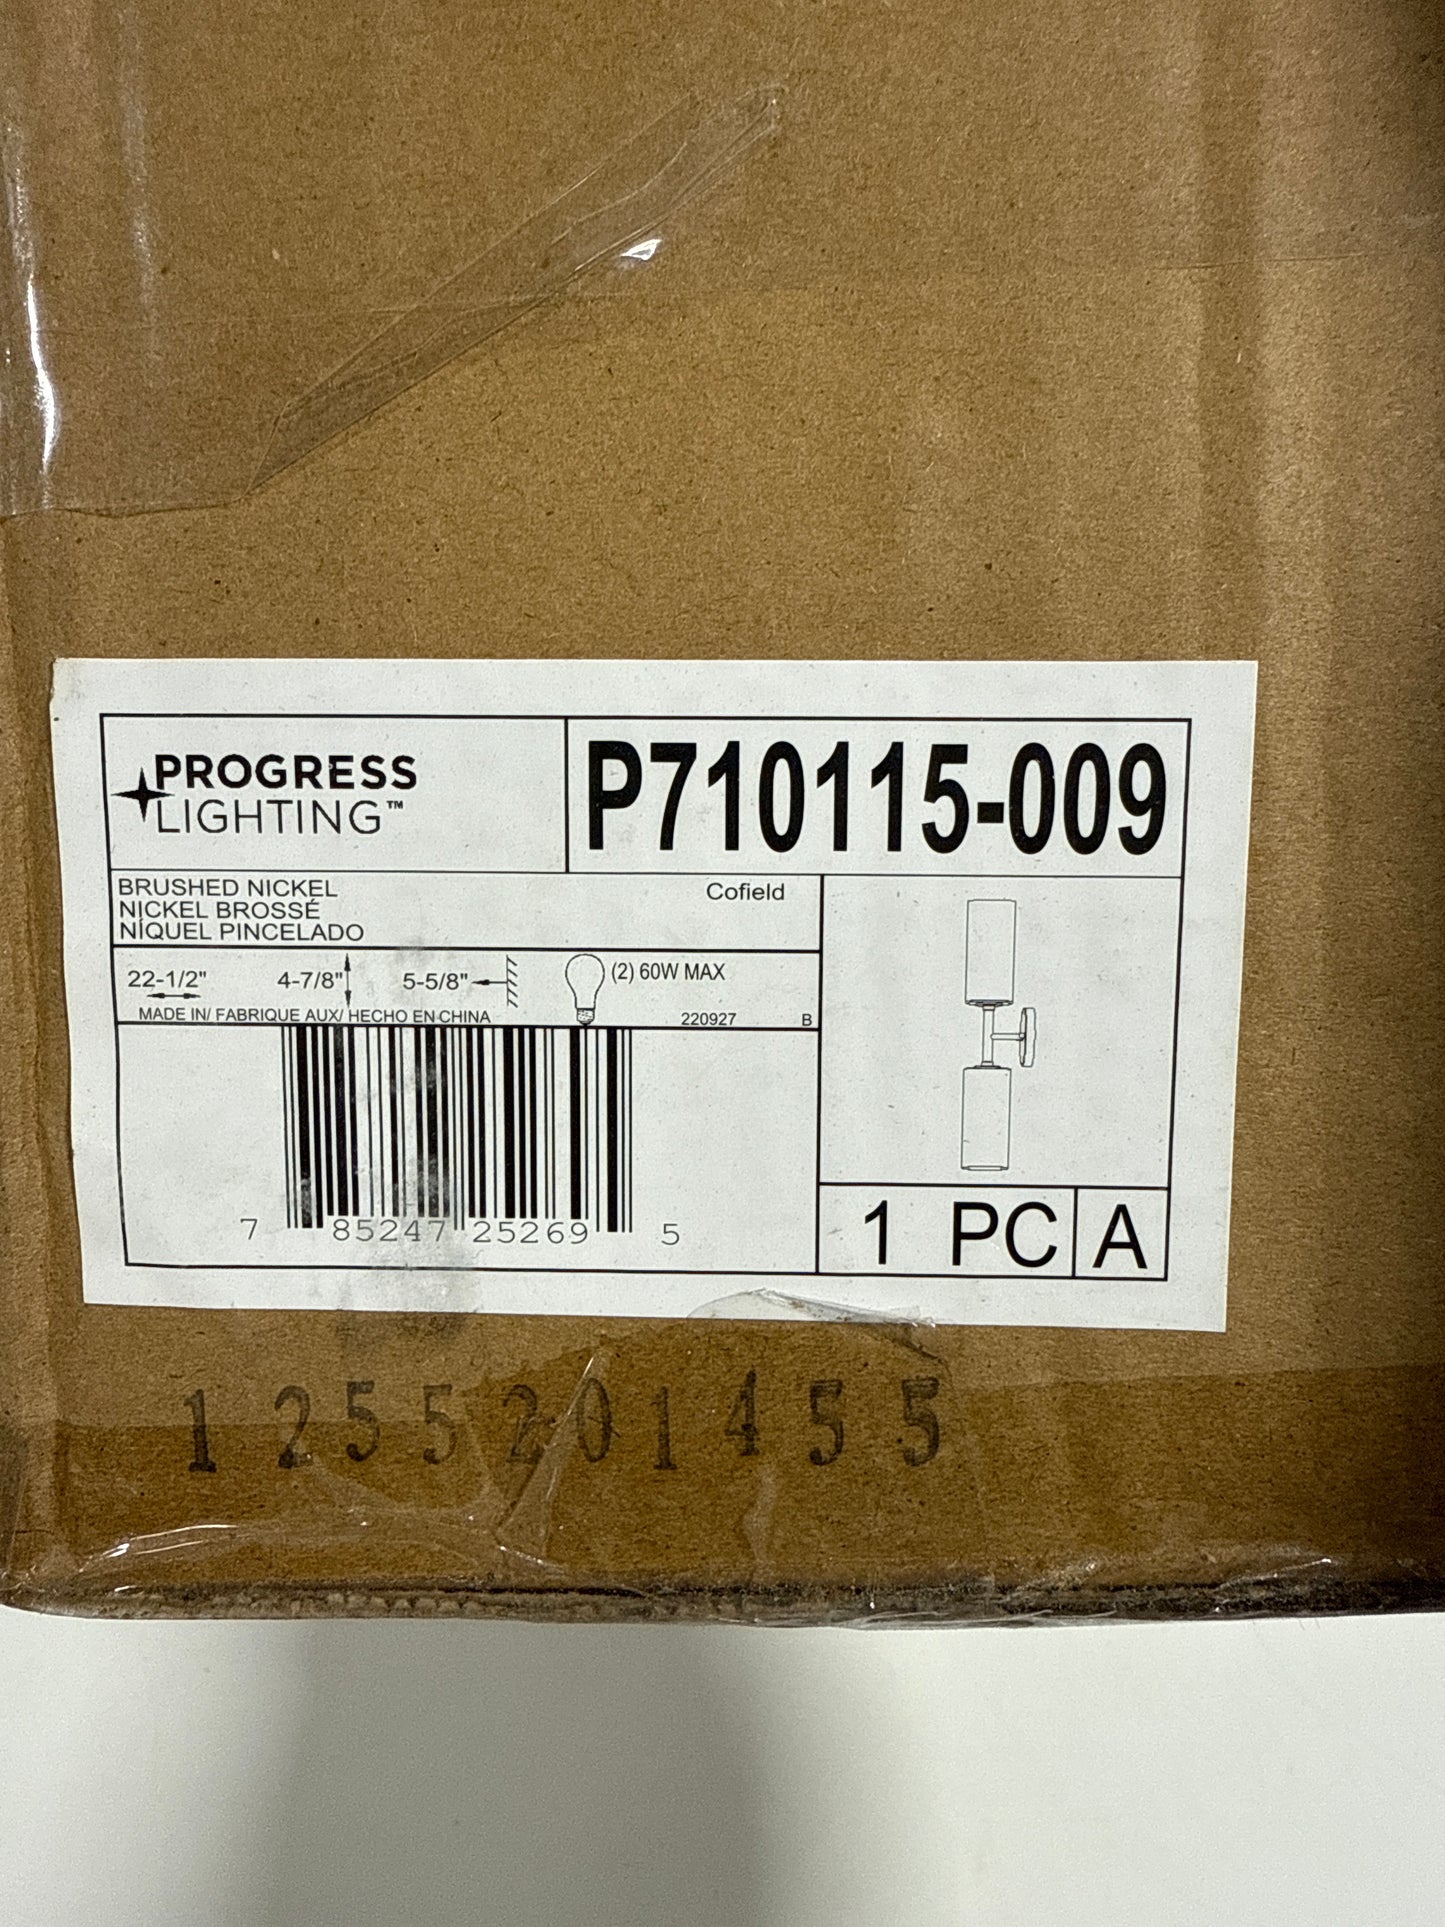 PROGRESS
LIGHTING™
P710115-009
BRUSHED NICKEL
NICKEL BROSSÉ
NÍQUEL PINCELADO
Cofield
22-1/2"
4-7/8"
5-5/8"
(2) 60W MAX
MADE IN/ FABRIQUE AUX/ HECHO EN CHINA
220927
B
7 85247 25269 5
1 PC
A
1255201455